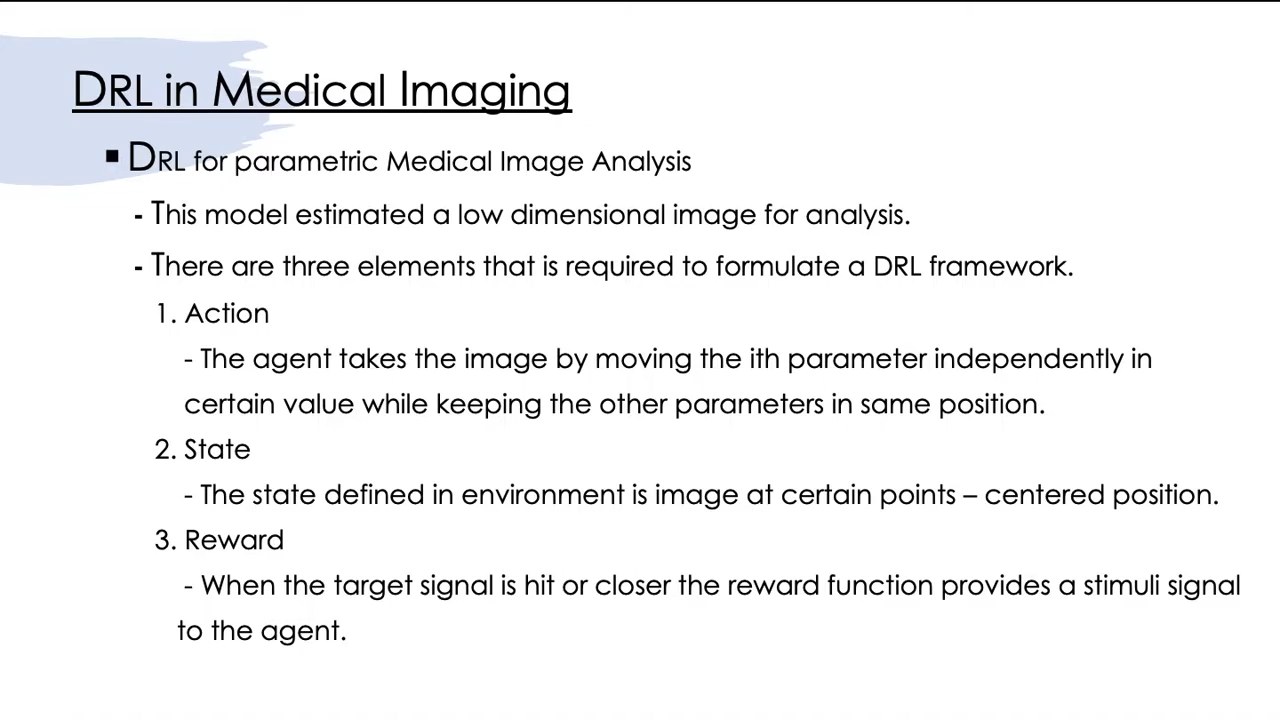 DRL in Medical Imaging
▪ DRL for parametric Medical Image Analysis
- This model estimated a low dimensional image for analysis.
- There are three elements that is required to formulate a DRL framework.
1. Action
- The agent takes the image by moving the ith parameter independently in
certain value while keeping the other parameters in same position.
2. State
- The state defined in environment is image at certain points – centered position.
3. Reward
- When the target signal is hit or closer the reward function provides a stimuli signal
to the agent.